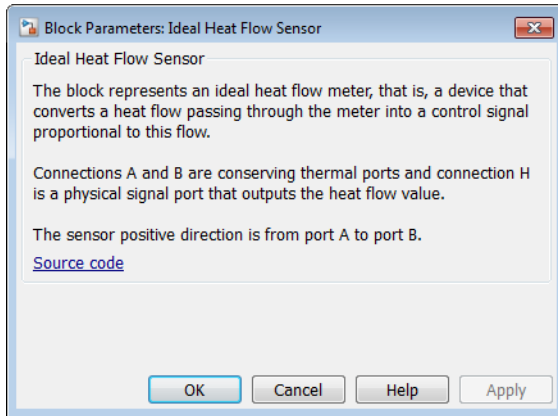 Block Parameters: Ideal Heat Flow Sensor
Ideal Heat Flow Sensor
The block represents an ideal heat flow meter, that is, a device that
converts a heat flow passing through the meter into a control signal
proportional to this flow.
Connections A and B are conserving thermal ports and connection H
is a physical signal port that outputs the heat flow value.
The sensor positive direction is from port A to port B.
Source code
OK Cancel Help Apply